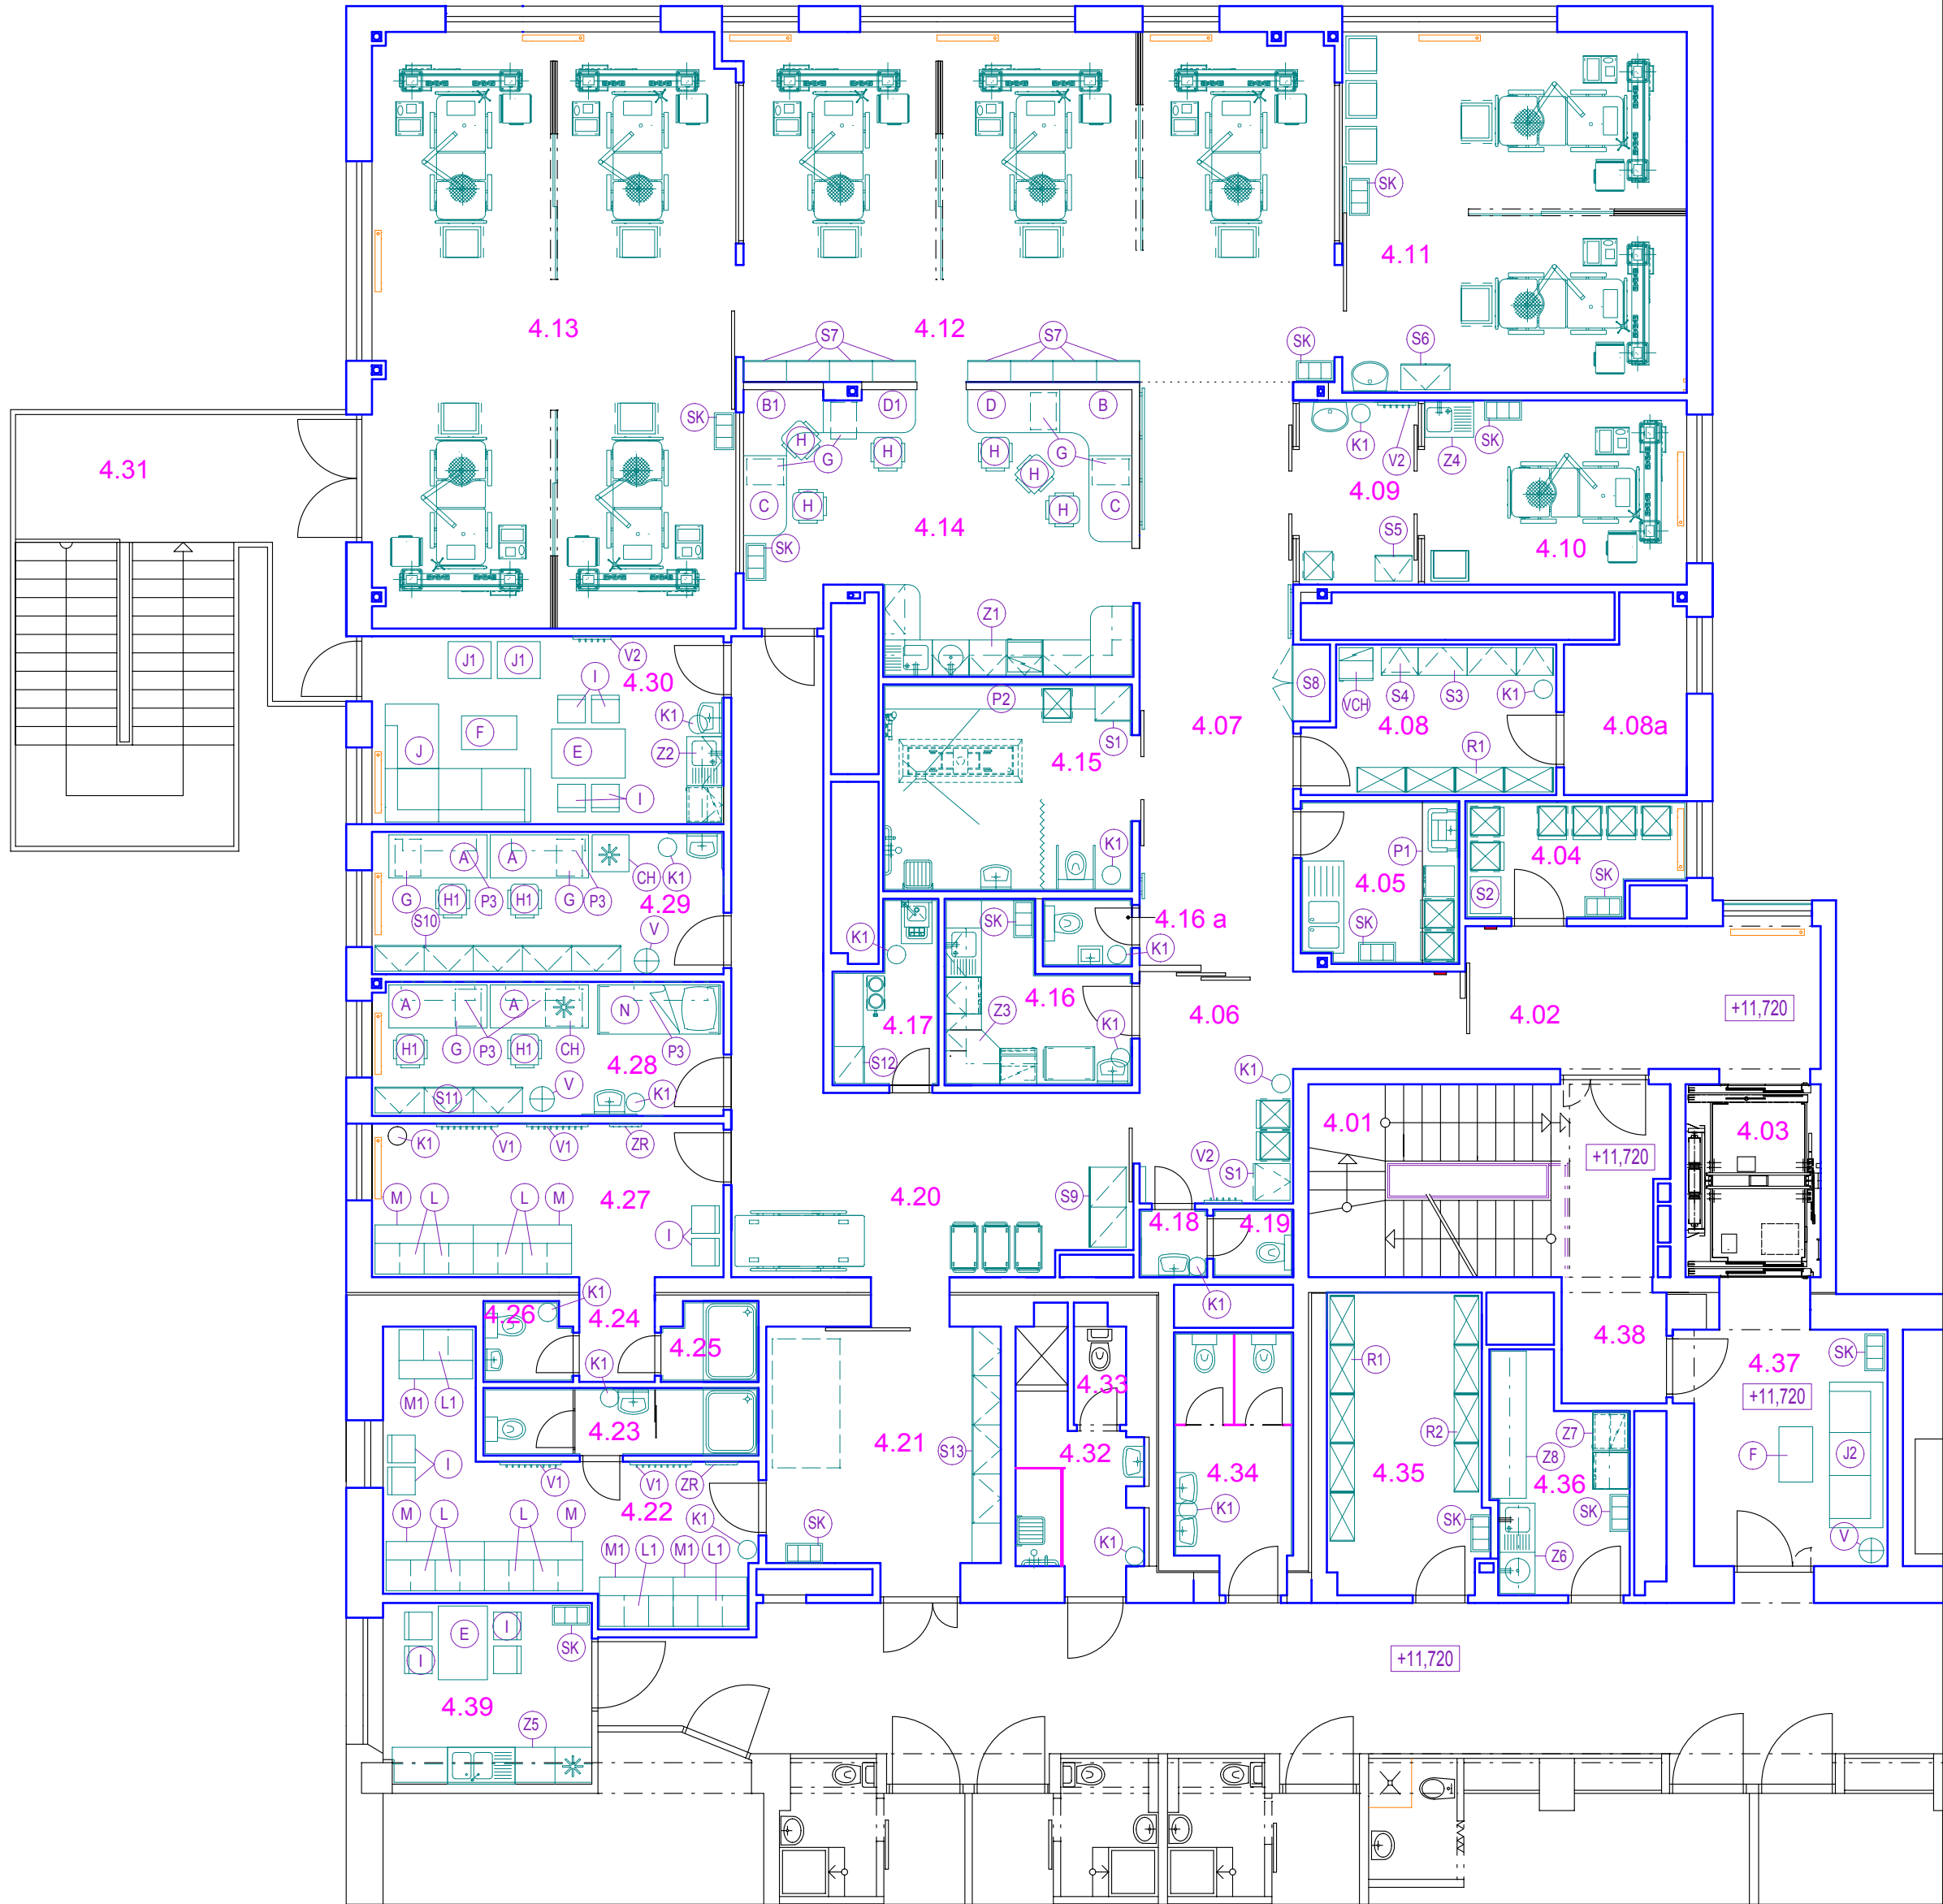 SK
4.11
4.13
4.12
S7
S7
SK
S6
B1
D1
D
B
SK
H
H
H
H
K1
SK
G
G
V2
Z4
4.31
4.09
C
H
H
C
4.14
S5
4.10
SK
Z1
J1
J1
V2
I
4.30
P2
S8
VCH
S4
S3
K1
K1
F
J
E
Z2
S1
4.07
4.08
4.08a
R1
4.15
I
A
A
CH
K1
G
H1
P3
H1
G
P3
4.29
S10
V
K1
P1
4.05
4.04
S2
SK
SK
K1
SK
4.16 a
K1
A
A
N
4.16
4.17
Z3
4.06
4.02
+11,720
K1
H1
G
P3
H1
CH
P3
4.28
S12
S11
V
K1
K1
4.01
4.03
K1
V1
V1
ZR
+11,720
V2
S1
M
L
L
M
4.27
4.20
S9
4.18
4.19
I
K1
4.26
K1
4.24
4.25
4.38
K1
M1
L1
4.33
R1
4.37
SK
+11,720
4.23
4.21
S13
4.32
4.34
R2
4.35
Z7
Z8
4.36
F
J2
I
V1
V1
ZR
M
L
L
M
4.22
K1
SK
K1
K1
SK
SK
V
Z6
M1
L1
M1
L1
E
I
I
SK
+11,720
4.39
Z5